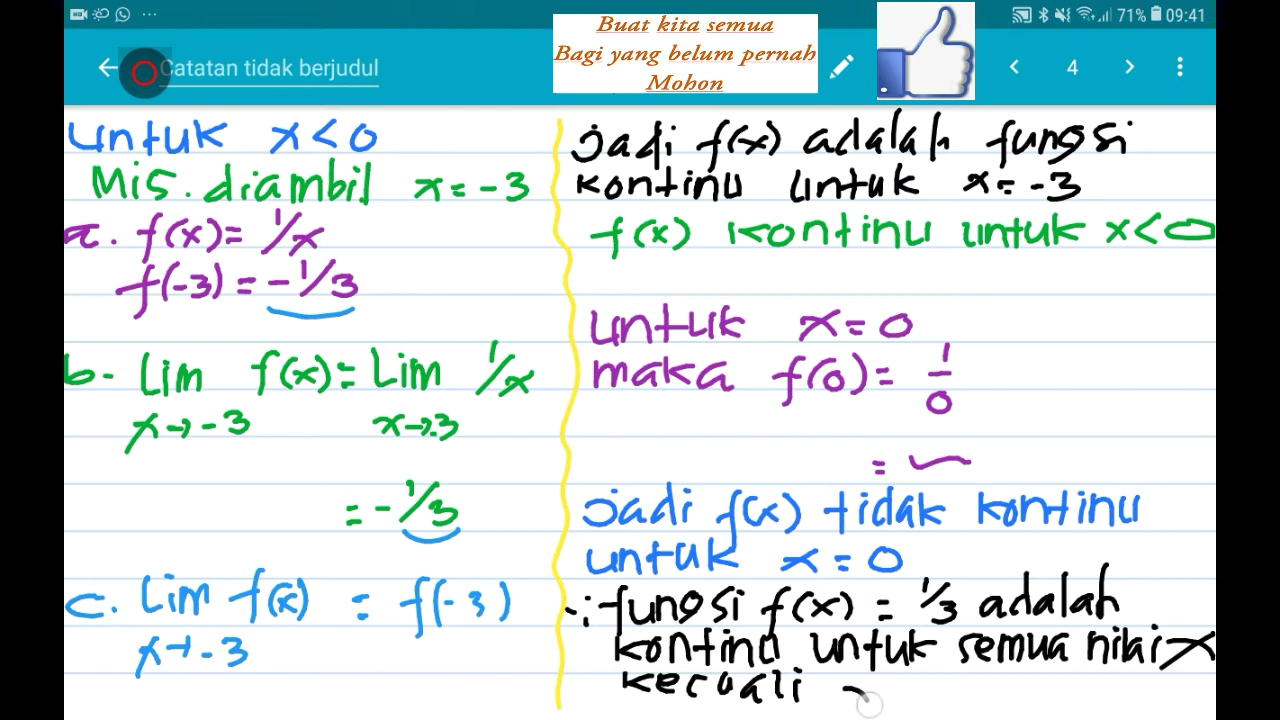 71% 09:41
Catatan tidak berjudul
Buat kita semua
Bagi yang belum pernah
Mohon
4
untuk x < 0
Mis. diambil x = -3
a. f(x) = 1/x
f(-3) = -1/3
b- Lim f(x) = Lim 1/x
x→-3 x→-3
= -1/3
c. Lim f(x) = f(-3)
x→-3
jadi f(x) adalah fungsi
kontinu untuk x = -3
f(x) kontinu untuk x < 0
untuk x = 0
maka f(0) = 1/0
=
jadi f(x) tidak kontinu
untuk x = 0
∴ fungsi f(x) = 1/3 adalah
kontinu untuk semua nilai x
kecuali